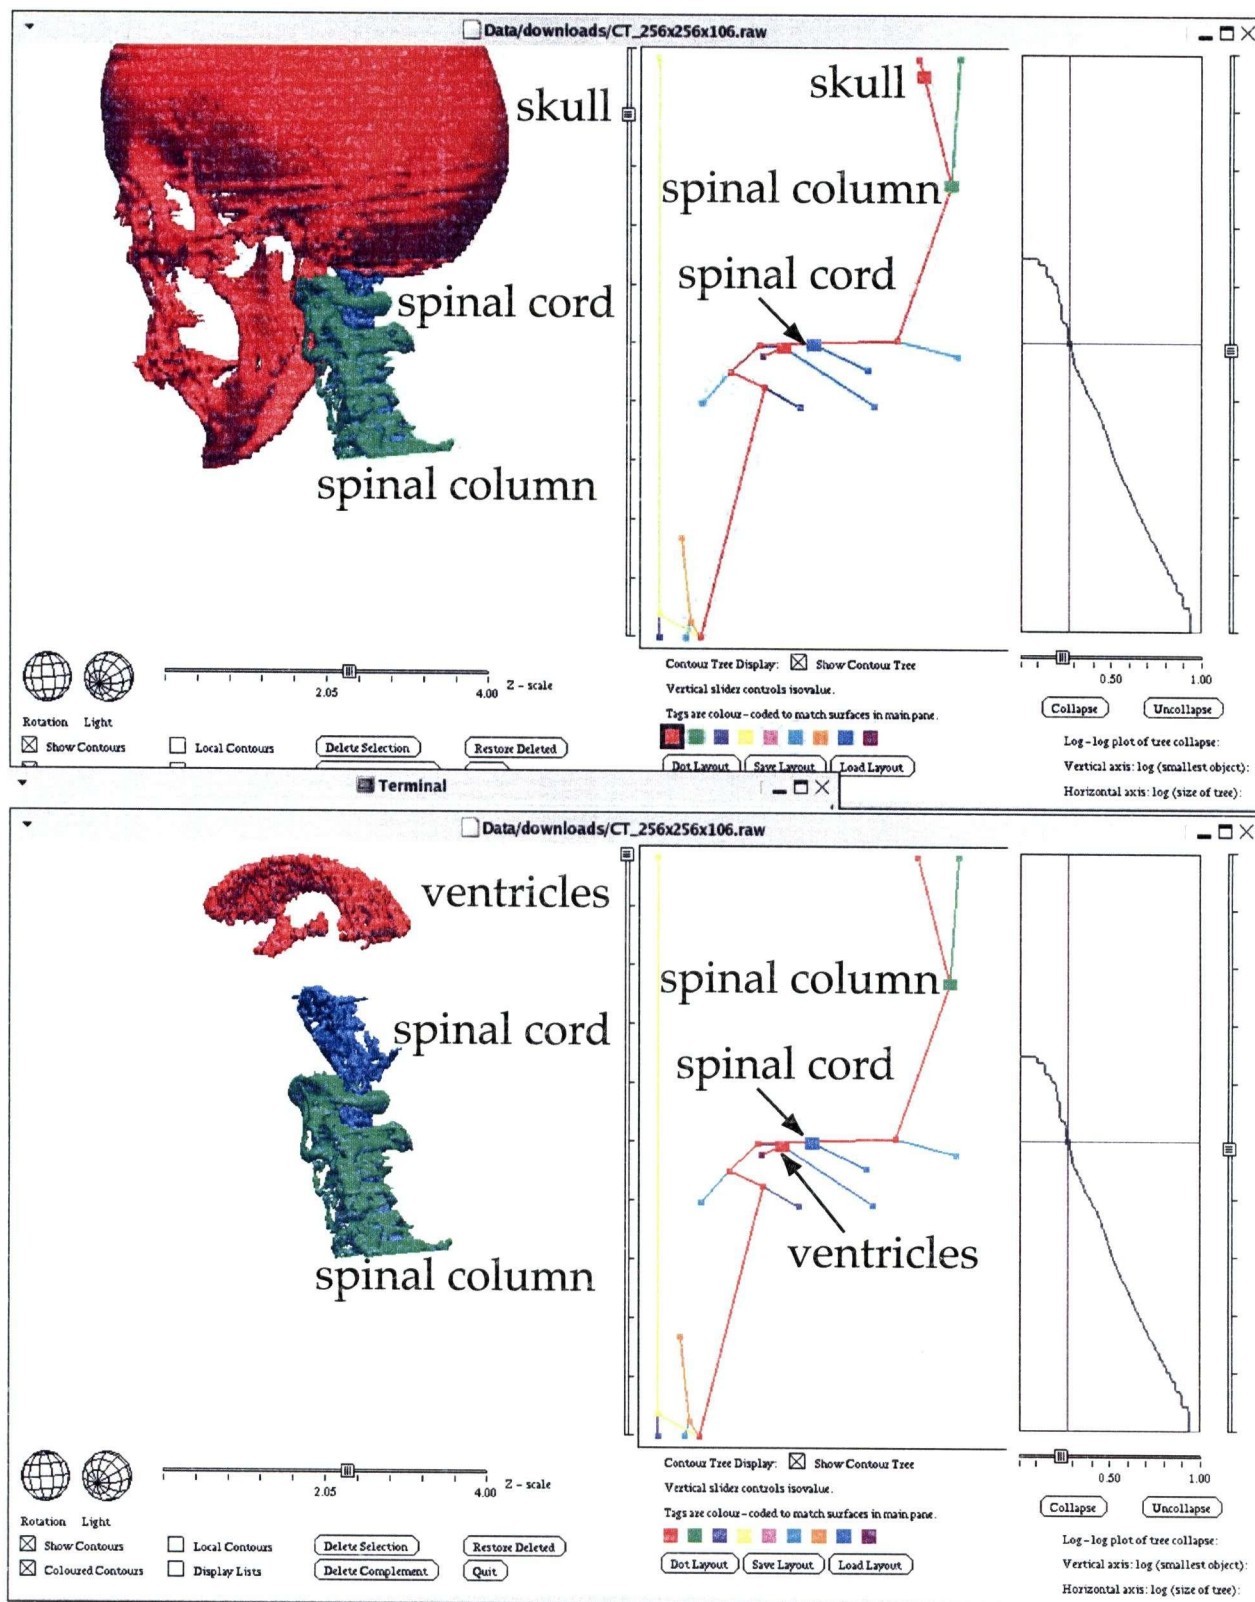 Data/downloads/CT_256x256x106.raw
skull
skull
spinal column
spinal cord
spinal cord
spinal column
2.05
4.00
Z - scale
Rotation
Light
Show Contours
Local Contours
Delete Selection
Restore Deleted
Contour Tree Display:
Show Contour Tree
Vertical slider controls isovalue.
Tags are colour-coded to match surfaces in main pane.
Dot Layout
Save Layout
Load Layout
0.50
1.00
Collapse
Uncollapse
Log-log plot of tree collapse:
Vertical axis: log (smallest object):
Horizontal axis: log (size of tree):
Terminal
Data/downloads/CT_256x256x106.raw
ventricles
spinal column
spinal cord
spinal cord
ventricles
spinal column
2.05
4.00
Z - scale
Rotation
Light
Show Contours
Local Contours
Delete Selection
Restore Deleted
Coloured Contours
Display Lists
Delete Complement
Quit
Contour Tree Display:
Show Contour Tree
Vertical slider controls isovalue.
Tags are colour-coded to match surfaces in main pane.
Dot Layout
Save Layout
Load Layout
0.50
1.00
Collapse
Uncollapse
Log-log plot of tree collapse:
Vertical axis: log (smallest object):
Horizontal axis: log (size of tree):